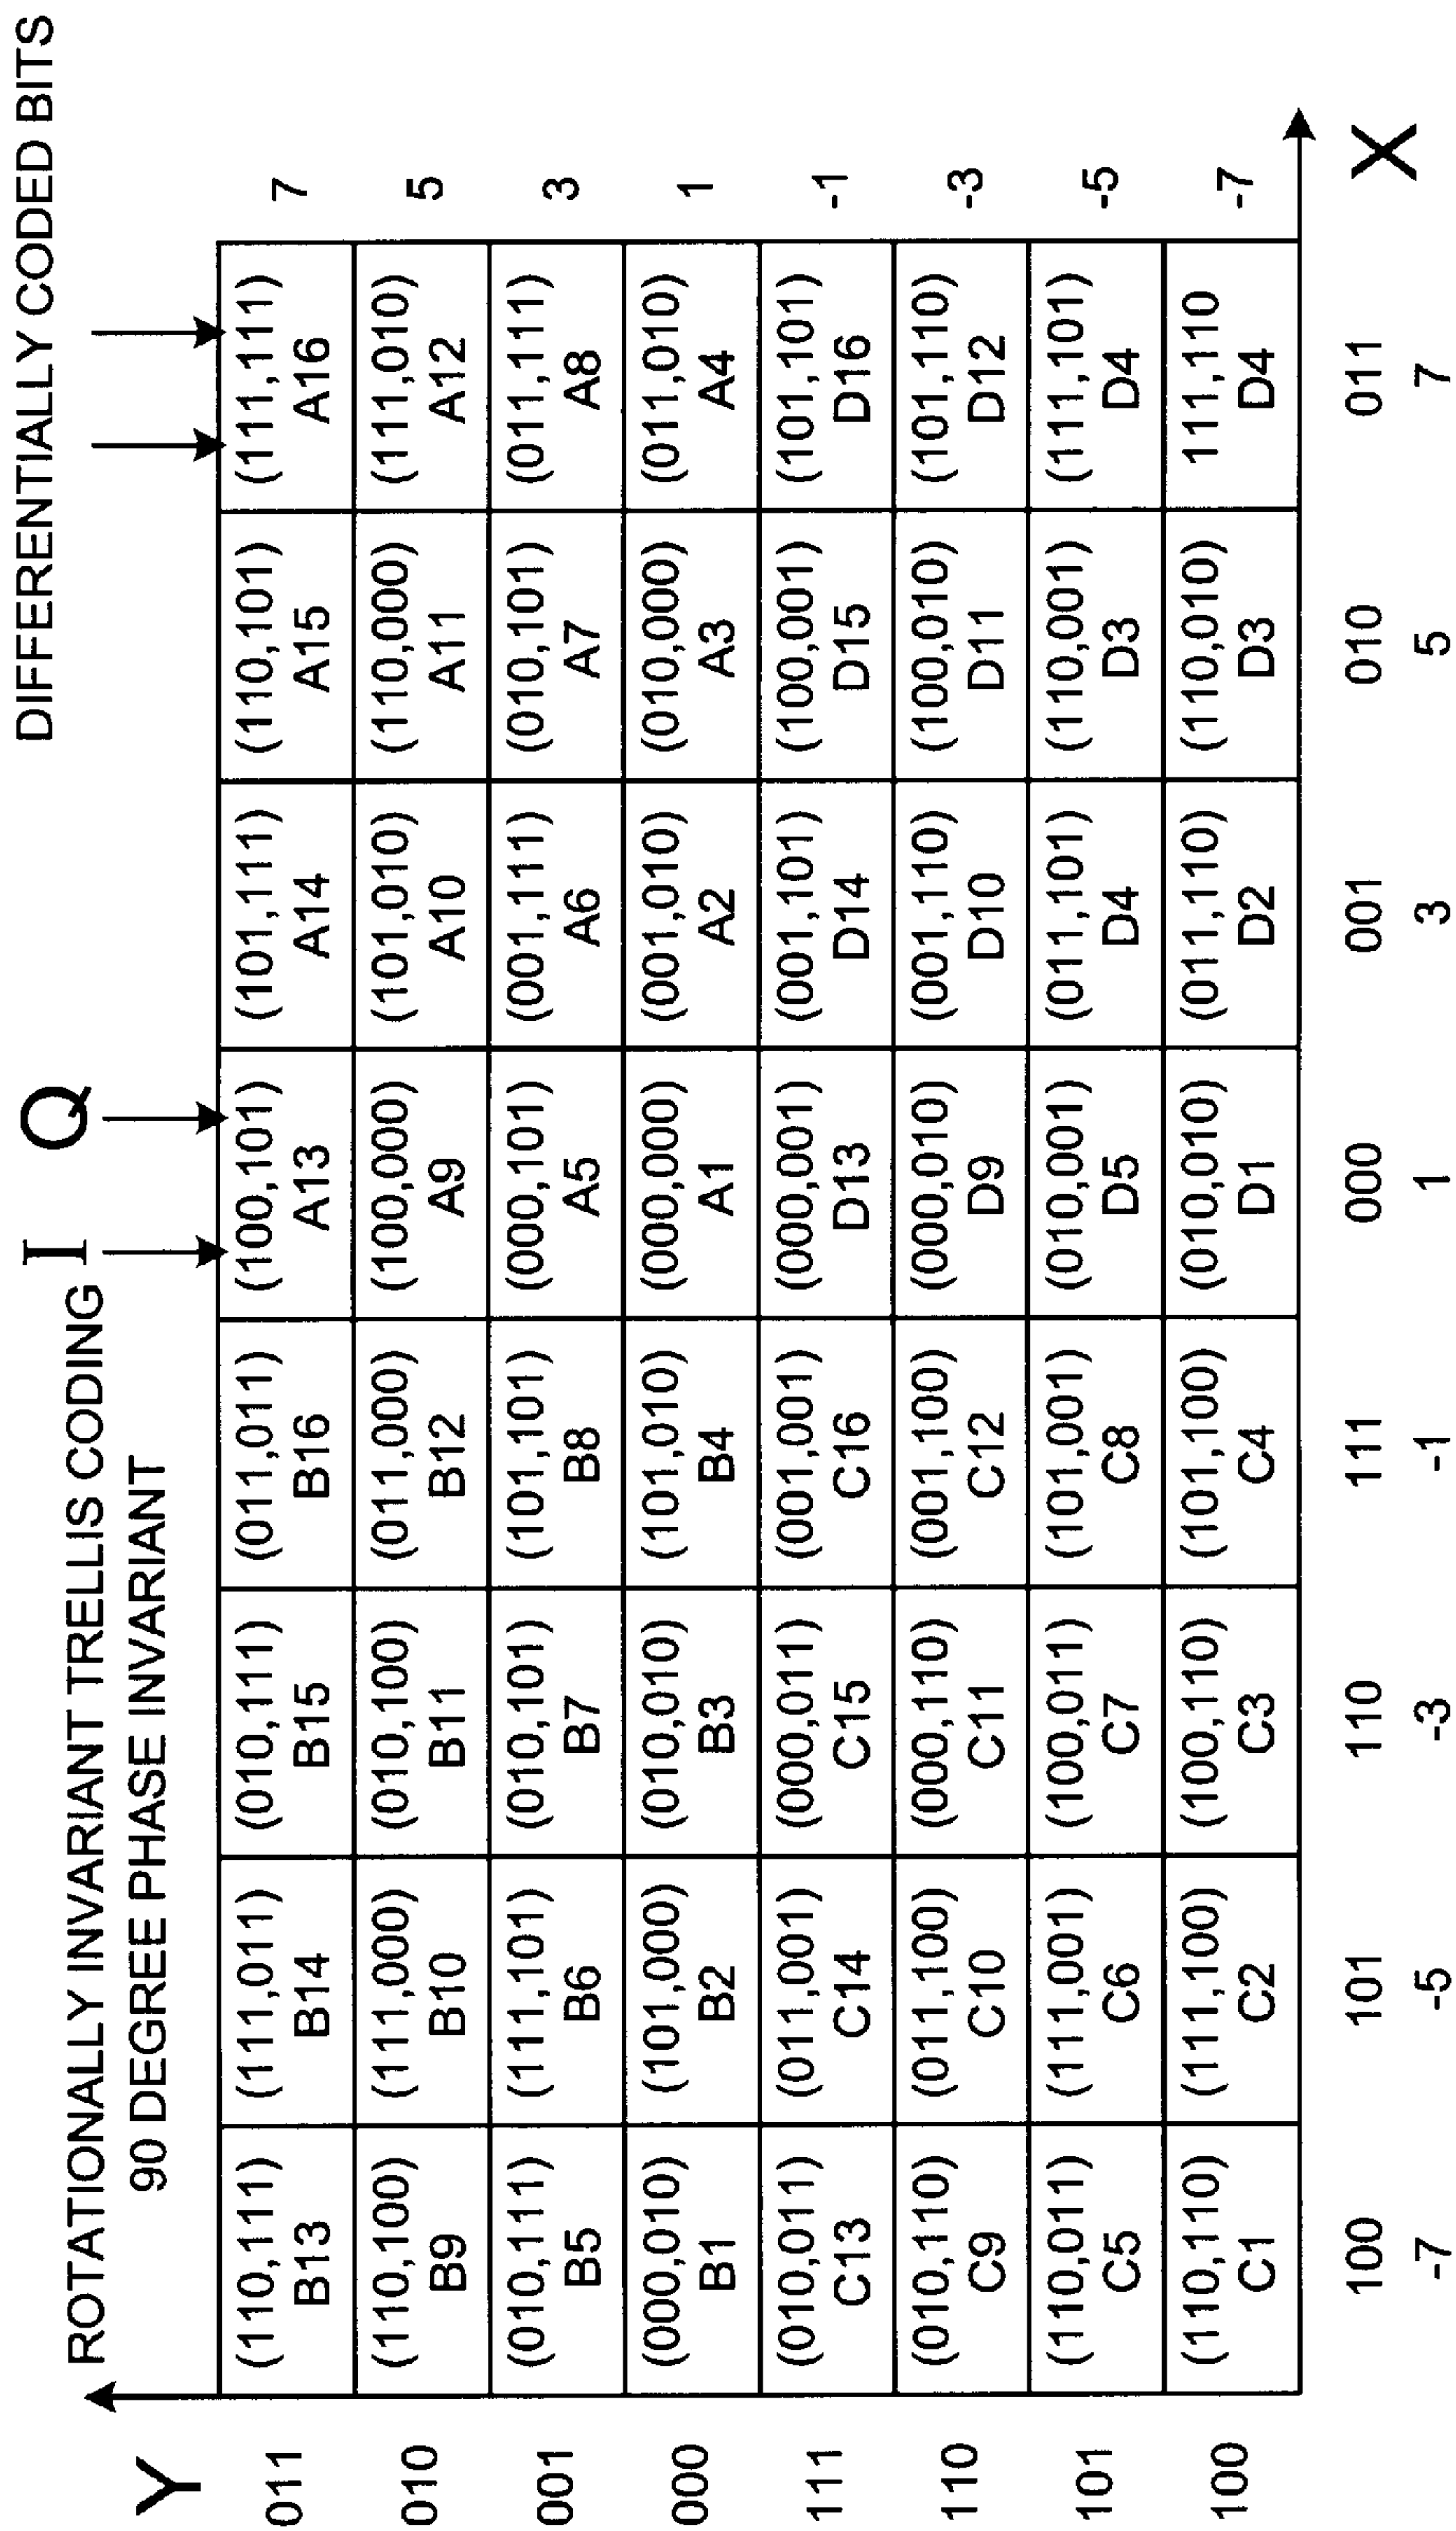 DIFFERENTIALLY CODED BITS
I Q
ROTATIONALLY INVARIANT TRELLIS CODING
90 DEGREE PHASE INVARIANT
Y
011 (110,111) (111,011) (010,111) (011,011) (100,101) (101,111) (110,101) (111,111) 7
B13 B14 B15 B16 A13 A14 A15 A16
010 (110,100) (111,000) (010,100) (011,000) (100,000) (101,010) (110,000) (111,010) 5
B9 B10 B11 B12 A9 A10 A11 A12
001 (010,111) (111,101) (010,101) (101,101) (000,101) (001,111) (010,101) (011,111) 3
B5 B6 B7 B8 A5 A6 A7 A8
000 (000,010) (101,000) (010,010) (101,010) (000,000) (001,010) (010,000) (011,010) 1
B1 B2 B3 B4 A1 A2 A3 A4
111 (010,011) (011,001) (000,011) (001,001) (000,001) (001,101) (100,001) (101,101) -1
C13 C14 C15 C16 D13 D14 D15 D16
110 (010,110) (011,100) (000,110) (001,100) (000,010) (001,110) (100,010) (101,110) -3
C9 C10 C11 C12 D9 D10 D11 D12
101 (110,011) (111,001) (100,011) (101,001) (010,001) (011,101) (110,001) (111,101) -5
C5 C6 C7 C8 D5 D4 D3 D4
100 (110,110) (111,100) (100,110) (101,100) (010,010) (011,110) (110,010) 111,110 -7
C1 C2 C3 C4 D1 D2 D3 D4
100 101 110 111 000 001 010 011 X
-7 -5 -3 -1 1 3 5 7